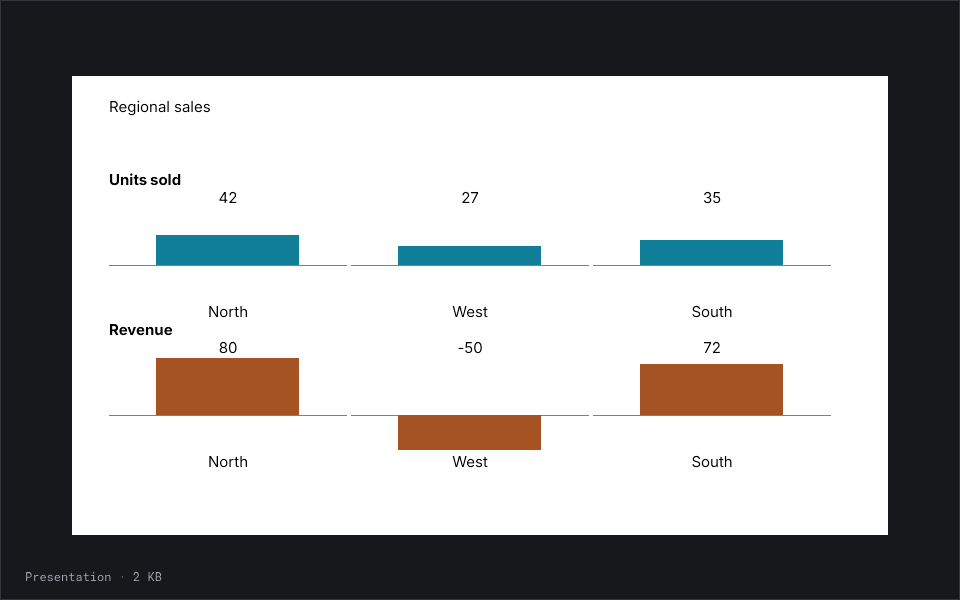 Regional sales
Units sold
42 27 35
North West South
Revenue
80 -50 72
North West South
Presentation · 2 KB